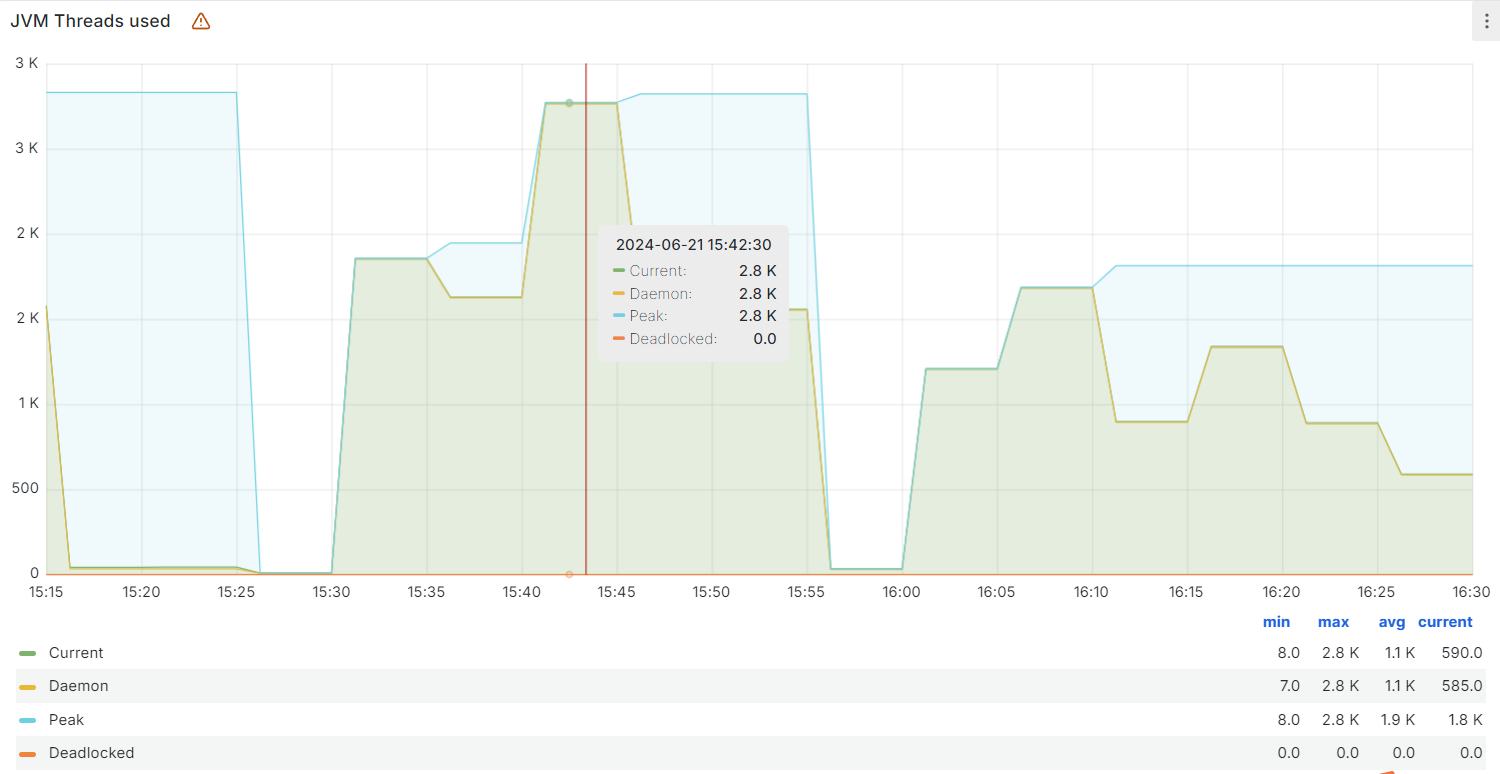 JVM Threads used
3 K
3 K
2 K
2 K
1 K
500
0
2024-06-21 15:42:30
Current: 2.8 K
Daemon: 2.8 K
Peak: 2.8 K
Deadlocked: 0.0
15:15 15:20 15:25 15:30 15:35 15:40 15:45 15:50 15:55 16:00 16:05 16:10 16:15 16:20 16:25 16:30
min max avg current
Current 8.0 2.8 K 1.1 K 590.0
Daemon 7.0 2.8 K 1.1 K 585.0
Peak 8.0 2.8 K 1.9 K 1.8 K
Deadlocked 0.0 0.0 0.0 0.0